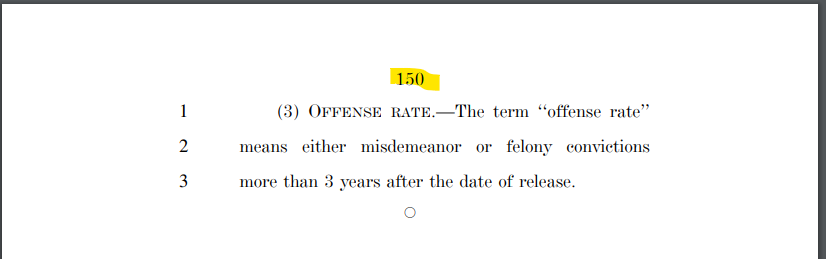 150
1 (3) OFFENSE RATE.—The term ‘‘offense rate’’
2 means either misdemeanor or felony convictions
3 more than 3 years after the date of release.